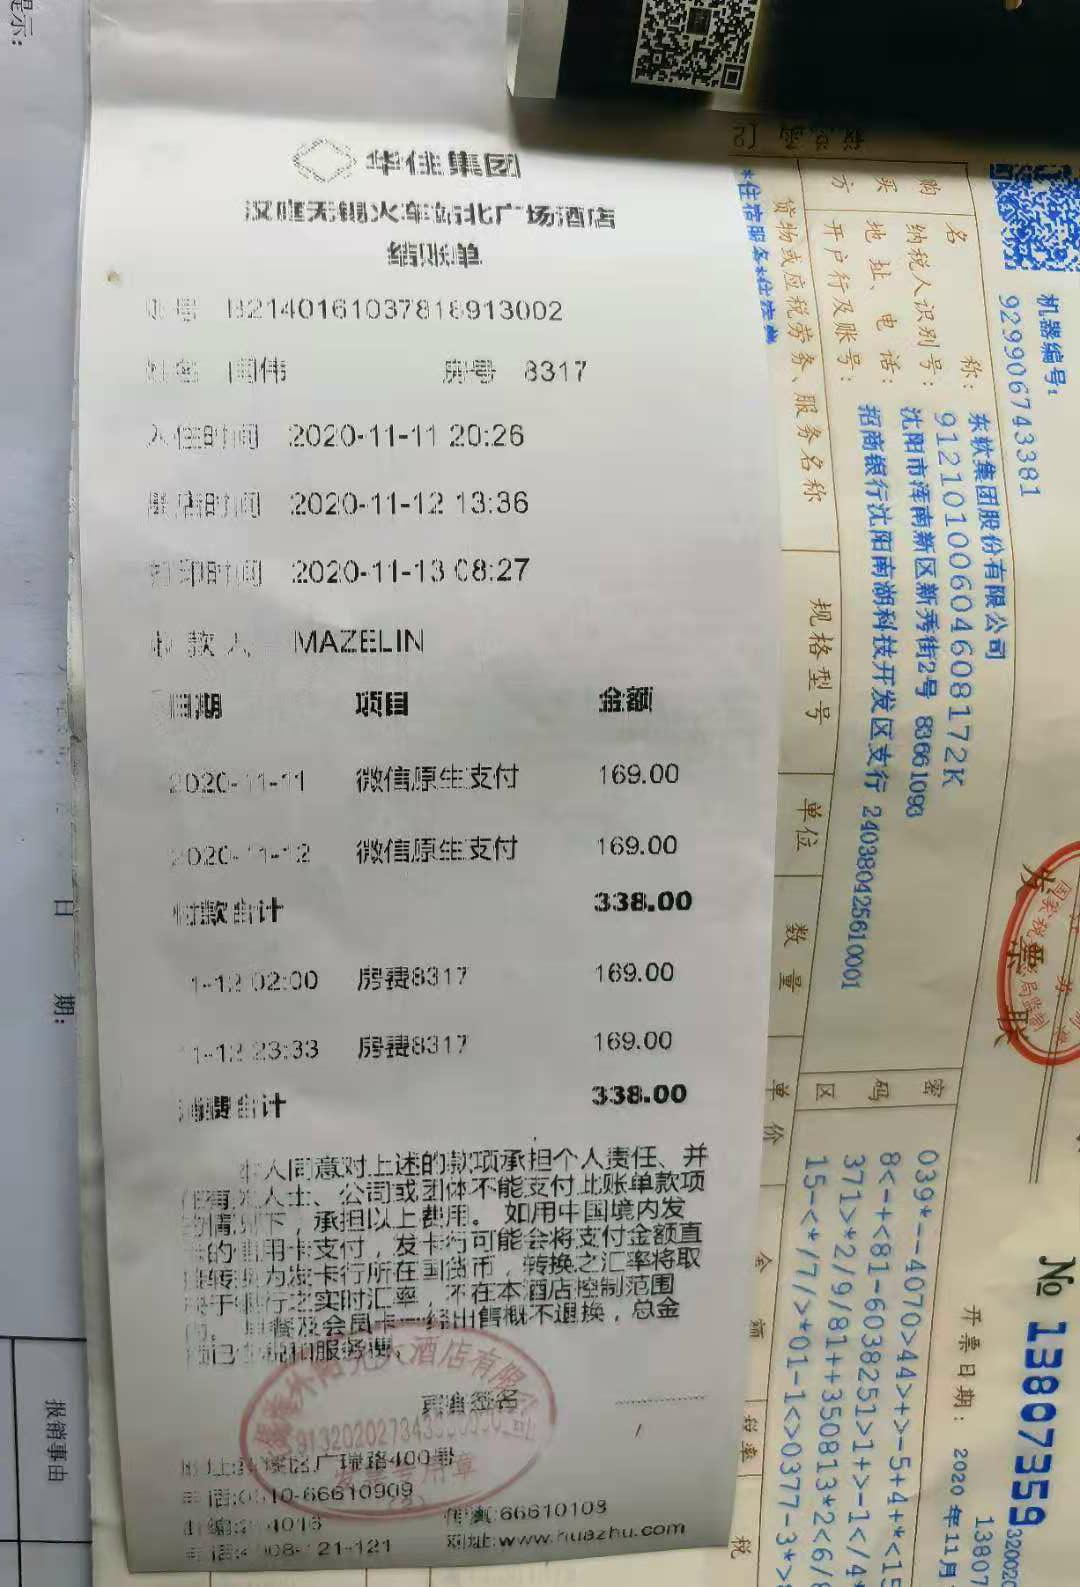 华住集团
汉庭无锡火车站北广场酒店
结账单
账号 B214016103781891300​2
姓名 闻伟 房号 8317
入住时间 2020-11-11 20:26
离店时间 2020-11-12 13:36
打印时间 2020-11-13 08:27
收款人 MAZELIN
日期 项目 金额
2020-11-11 微信原生支付 169.00
2020-11-12 微信原生支付 169.00
付款合计 338.00
11-12 02:00 房费8317 169.00
11-12 23:33 房费8317 169.00
消费合计 338.00
本人同意对上述的款项承担个人责任、并
在有关人士、公司或团体不能支付此账单款项
的情况下，承担以上费用。如用中国境内发
的信用卡支付，发卡行可能会将支付金额直
接转换为发卡行所在国货币，转换之汇率将取
决于银行之实时汇率，不在本酒店控制范围
内。早餐及会员卡一经出售概不退换，总金
额已含税和服务费。
宾客签名
广瑞路400号
电话:0510-66610909
传真:66610108
网址:www.huazhu.com
提示:
日 期:
报销事由
机器编号:
929906743381
购买方
名 称: 东软集团股份有限公司
纳税人识别号: 91210100604608172K
地址、电话: 沈阳市浑南新区新秀街2号 83661093
开户行及账号: 招商银行沈阳南湖科技开发区支行 240380425610001
货物或应税劳务、服务名称 规格型号 单位 数量 单价 金额 税率 税
*住宿服务*住宿费
密码区
039*--4070>44>+>-5+4+*<15
8<-+<81-6038251>1+>-1</4*
371>*2/9/81++350813*2<6/8
15-<*/7/>*01-1<>0377-3*>
发票联
№ 13807359
开票日期: 2020年11月